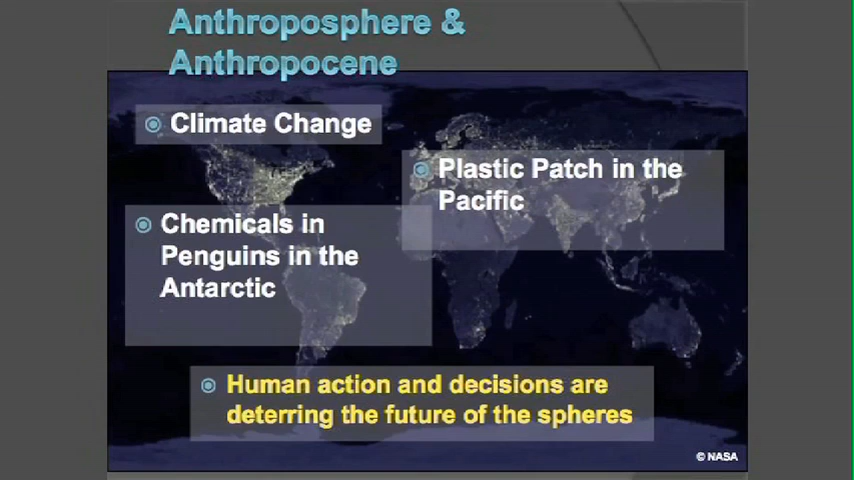 Anthroposphere &
Anthropocene
Climate Change
Plastic Patch in the
Pacific
Chemicals in
Penguins in the
Antarctic
Human action and decisions are
deterring the future of the spheres
© NASA